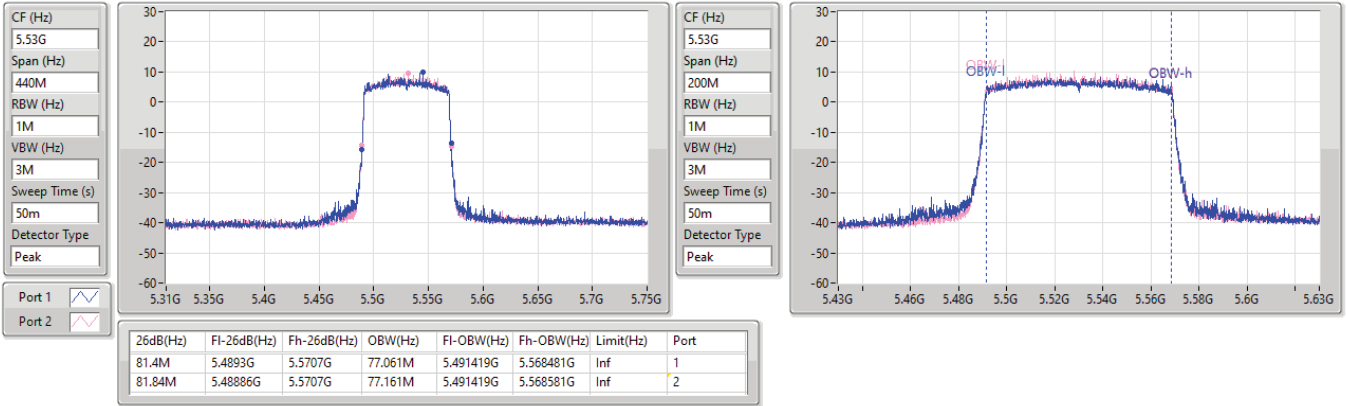 CF (Hz)
5.53G
Span (Hz)
440M
RBW (Hz)
1M
VBW (Hz)
3M
Sweep Time (s)
50m
Detector Type
Peak
Port 1
Port 2
30
20
10
0
-10
-20
-30
-40
-50
-60
5.31G 5.35G 5.4G 5.45G 5.5G 5.55G 5.6G 5.65G 5.7G 5.75G
CF (Hz)
5.53G
Span (Hz)
200M
RBW (Hz)
1M
VBW (Hz)
3M
Sweep Time (s)
50m
Detector Type
Peak
30
20
10
0
-10
-20
-30
-40
-50
-60
OBW-l
OBW-l
OBW-h
5.43G 5.46G 5.48G 5.5G 5.52G 5.54G 5.56G 5.58G 5.6G 5.63G
26dB(Hz) Fl-26dB(Hz) Fh-26dB(Hz) OBW(Hz) Fl-OBW(Hz) Fh-OBW(Hz) Limit(Hz) Port
81.4M 5.4893G 5.5707G 77.061M 5.491419G 5.568481G Inf 1
81.84M 5.48886G 5.5707G 77.161M 5.491419G 5.568581G Inf 2